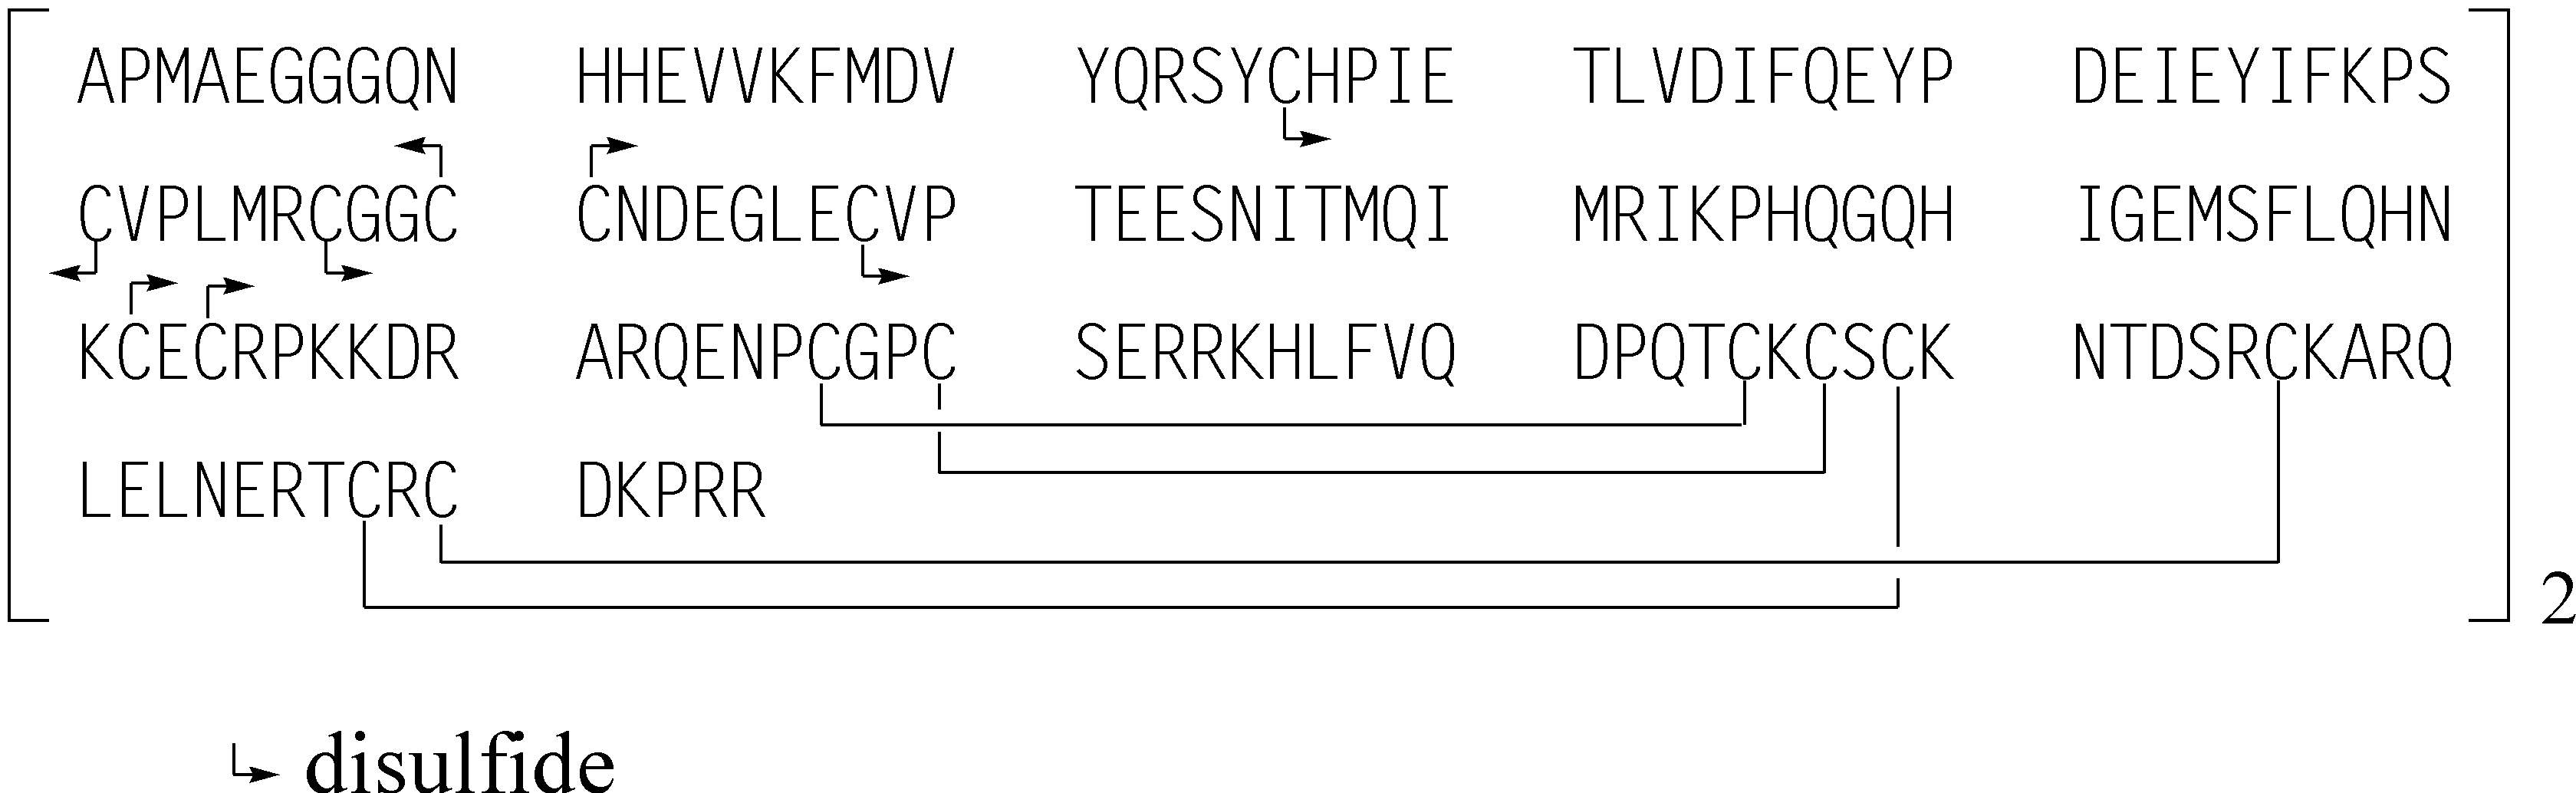 APMAEGGGQN HHEVVKFMDV YQRSYCHPIE TLVDIFQEYP DEIEYIFKPS
CVPLMRCGGC CNDEGLECVP TEESNITMQI MRIKPHQGQH IGEMSFLQHN
KCECRPKKDR ARQENPCGPC SERRKHLFVQ DPQTCKCSCK NTDSRCKARQ
LELNERTCRC DKPRR
2
disulfide